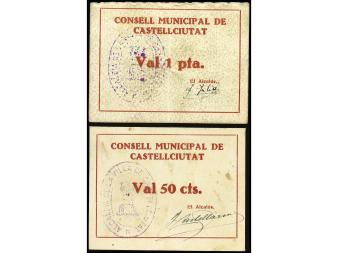 CONSELL MUNICIPAL DE
CASTELLCIUTAT
Val 1 pta.
El Alcalde,
CONSELL MUNICIPAL DE
CASTELLCIUTAT
Val 50 cts.
El Alcalde,